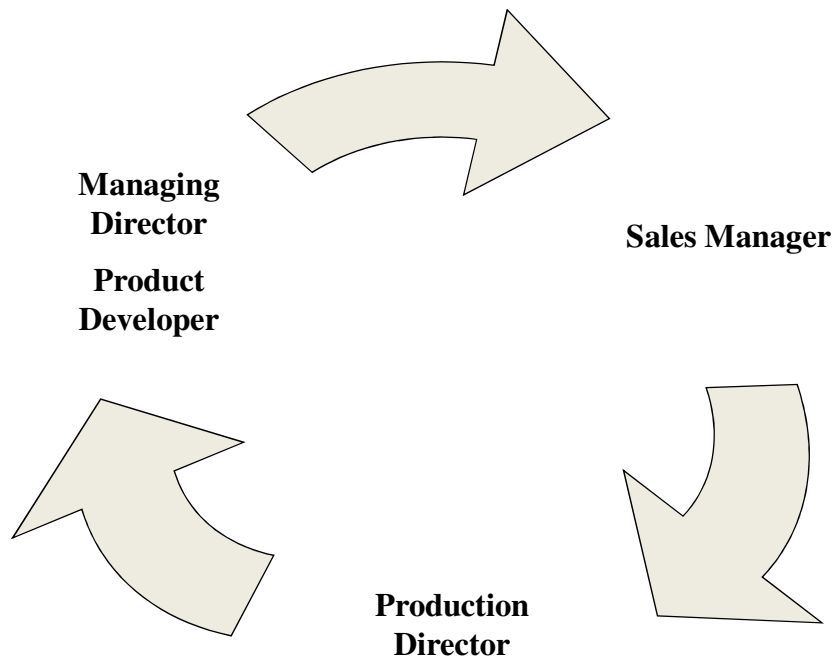 Managing
Director
Product
Developer
Sales Manager
Production
Director